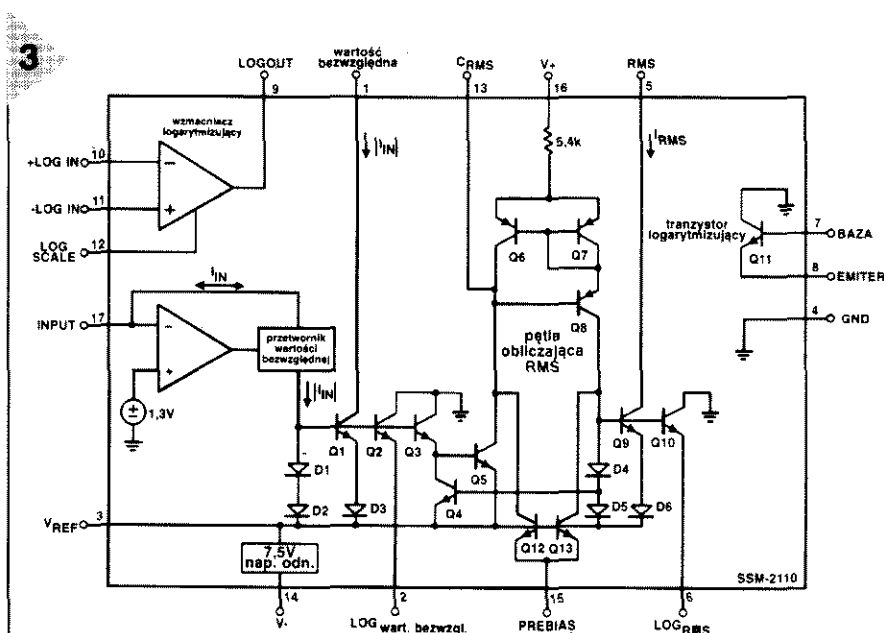 3
LOGOUT
9
wartość
bezwzględna
1
CRMS
13
V+
16
RMS
5
wzmacniacz
logarytmizujący
+LOG IN
10
-LOG IN
11
LOG
SCALE
12
|IIN|
5,4k
IRMS
tranzystor
logarytmizujący
Q11
7
BAZA
8
EMITER
4
GND
Q6
Q7
Q8
IIN
INPUT
17
przetwornik
wartości
bezwzględnej
pętla
obliczająca
RMS
|IIN|
1,3V
Q1
Q2
Q3
Q5
Q9
Q10
D1
D4
Q4
D2
D3
D5
D6
VREF
3
7,5V
nap. odn.
Q12
Q13
SSM-2110
14
V-
2
LOG wart. bezwzgl.
15
PREBIAS
6
LOGRMS